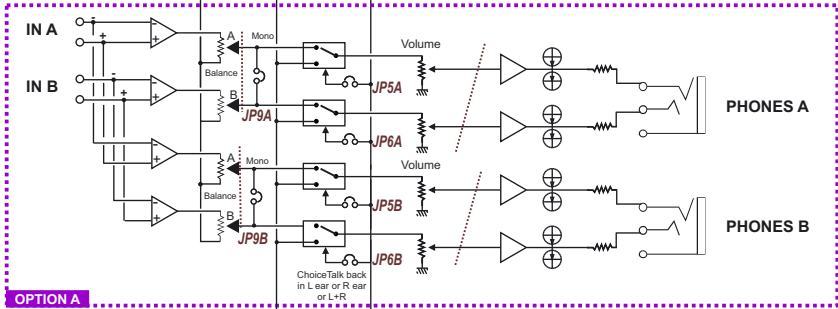 IN A
-
+
IN B
-
+
-
+
-
+
-
+
-
+
A
Balance
B
Mono
JP9A
JP5A
JP6A
Volume
PHONES A
A
Balance
B
Mono
JP9B
JP5B
JP6B
Volume
PHONES B
ChoiceTalk back
in L ear or R ear
or L+R
OPTION A